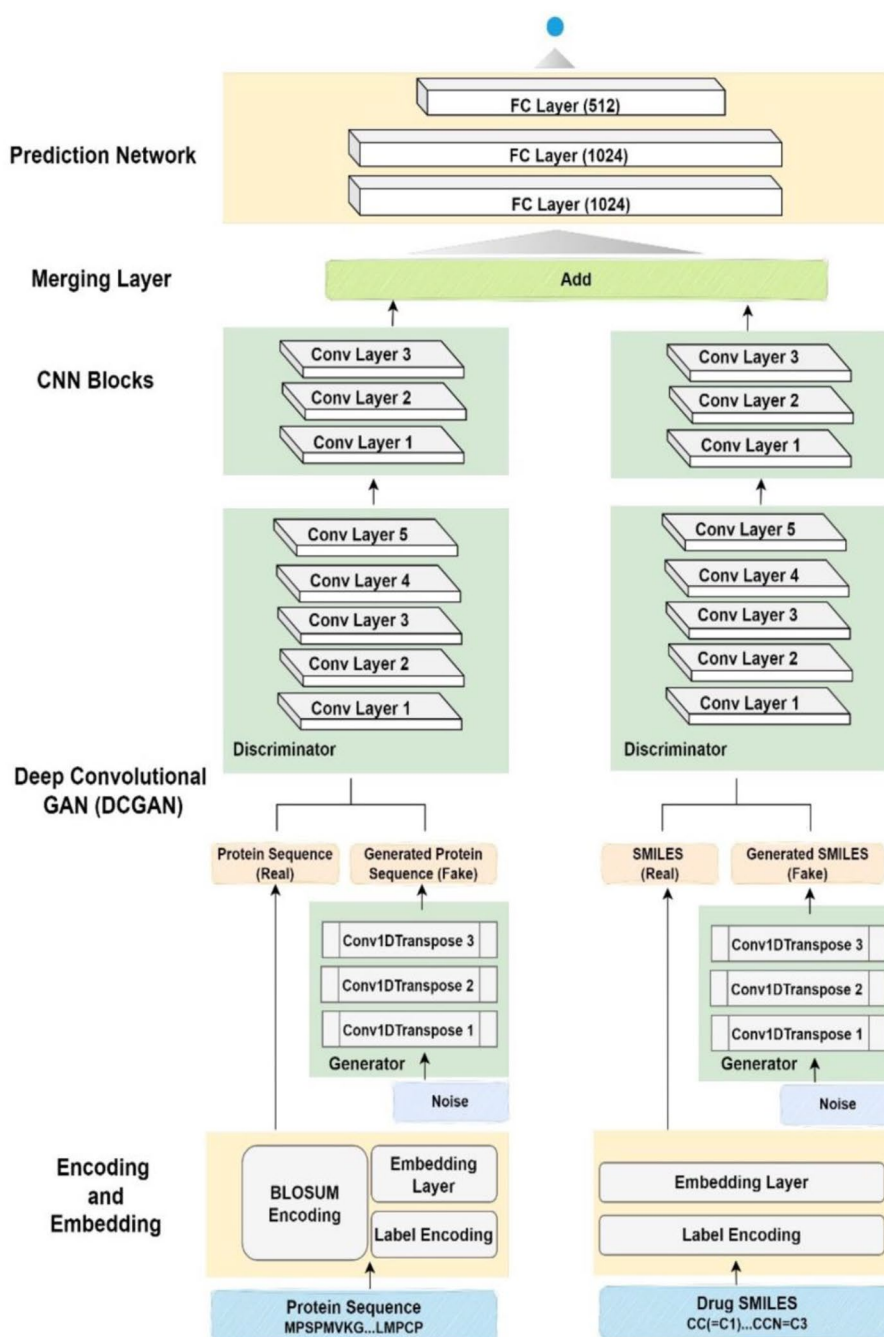 FC Layer (512)
Prediction Network
FC Layer (1024)
FC Layer (1024)
Merging Layer
Add
CNN Blocks
Conv Layer 3
Conv Layer 2
Conv Layer 1
Conv Layer 3
Conv Layer 2
Conv Layer 1
Conv Layer 5
Conv Layer 4
Conv Layer 3
Conv Layer 2
Conv Layer 1
Discriminator
Conv Layer 5
Conv Layer 4
Conv Layer 3
Conv Layer 2
Conv Layer 1
Discriminator
Deep Convolutional
GAN (DCGAN)
Protein Sequence
(Real)
Generated Protein
Sequence (Fake)
SMILES
(Real)
Generated SMILES
(Fake)
Conv1DTranspose 3
Conv1DTranspose 2
Conv1DTranspose 1
Generator
Noise
Conv1DTranspose 3
Conv1DTranspose 2
Conv1DTranspose 1
Generator
Noise
Encoding
and
Embedding
BLOSUM
Encoding
Embedding
Layer
Label Encoding
Embedding Layer
Label Encoding
Protein Sequence
MPSPMVKG...LMPCP
Drug SMILES
CC(=C1)...CCN=C3